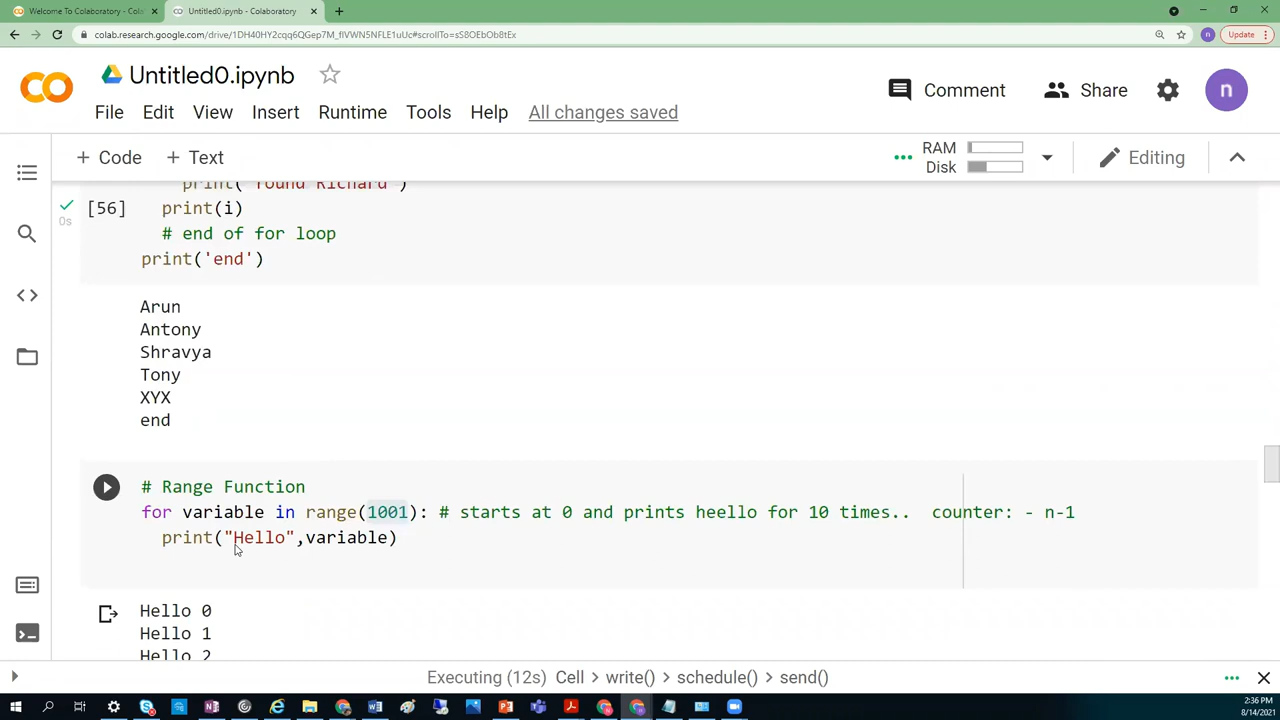 Welcome To Colaboratory - Cola
Untitled0.ipynb - Colaboratory
colab.research.google.com/drive/1DH40HY2cqq6QGep7M_flVWN5NFLE1uUc#scrollTo=sS8OEbOb8tEx
n
Update
Untitled0.ipynb
Comment
Share
n
File Edit View Insert Runtime Tools Help All changes saved
+ Code + Text
RAM
Disk
Editing
print("found Richard")
[56] print(i)
0s
# end of for loop
print('end')
Arun
Antony
Shravya
Tony
XYX
end
# Range Function
for variable in range(1001): # starts at 0 and prints heello for 10 times.. counter: - n-1
print("Hello",variable)
Hello 0
Hello 1
Hello 2
Executing (12s) Cell > write() > schedule() > send()
2:36 PM
8/14/2021